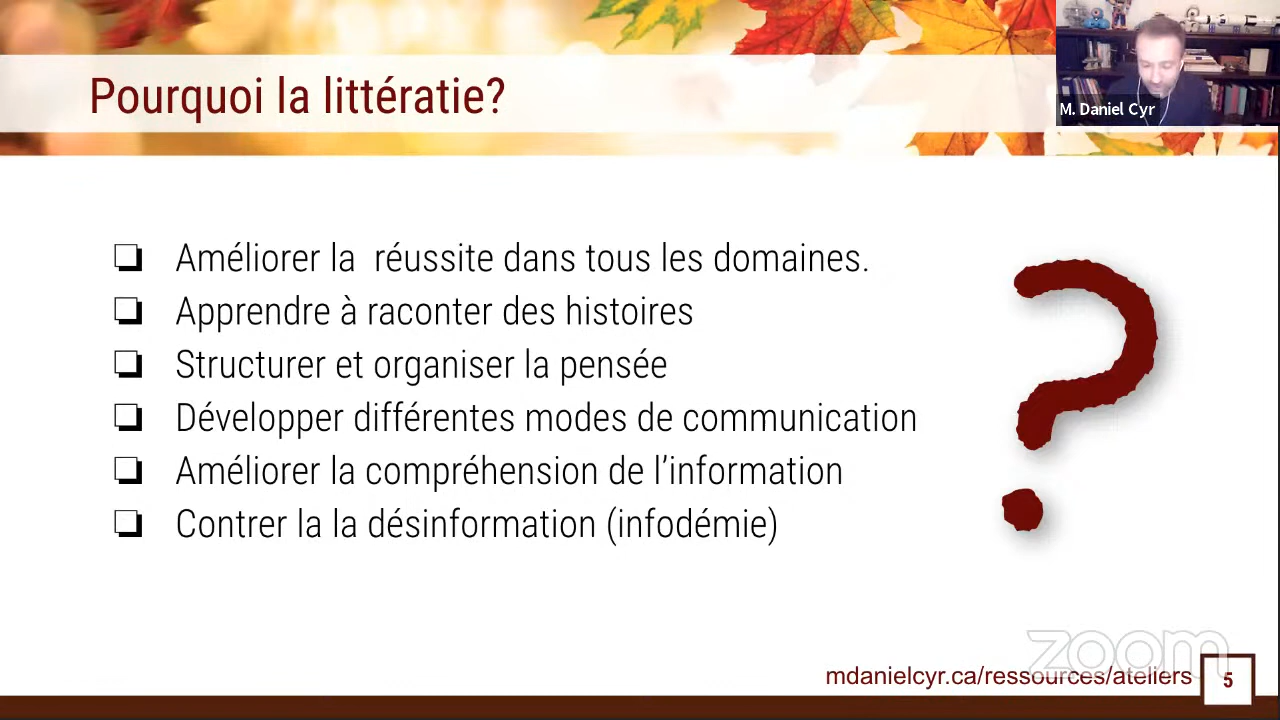 Pourquoi la littératie?
M. Daniel Cyr
Améliorer la réussite dans tous les domaines.
Apprendre à raconter des histoires
Structurer et organiser la pensée
Développer différentes modes de communication
Améliorer la compréhension de l'information
Contrer la la désinformation (infodémie)
zoom
mdanielcyr.ca/ressources/ateliers
5